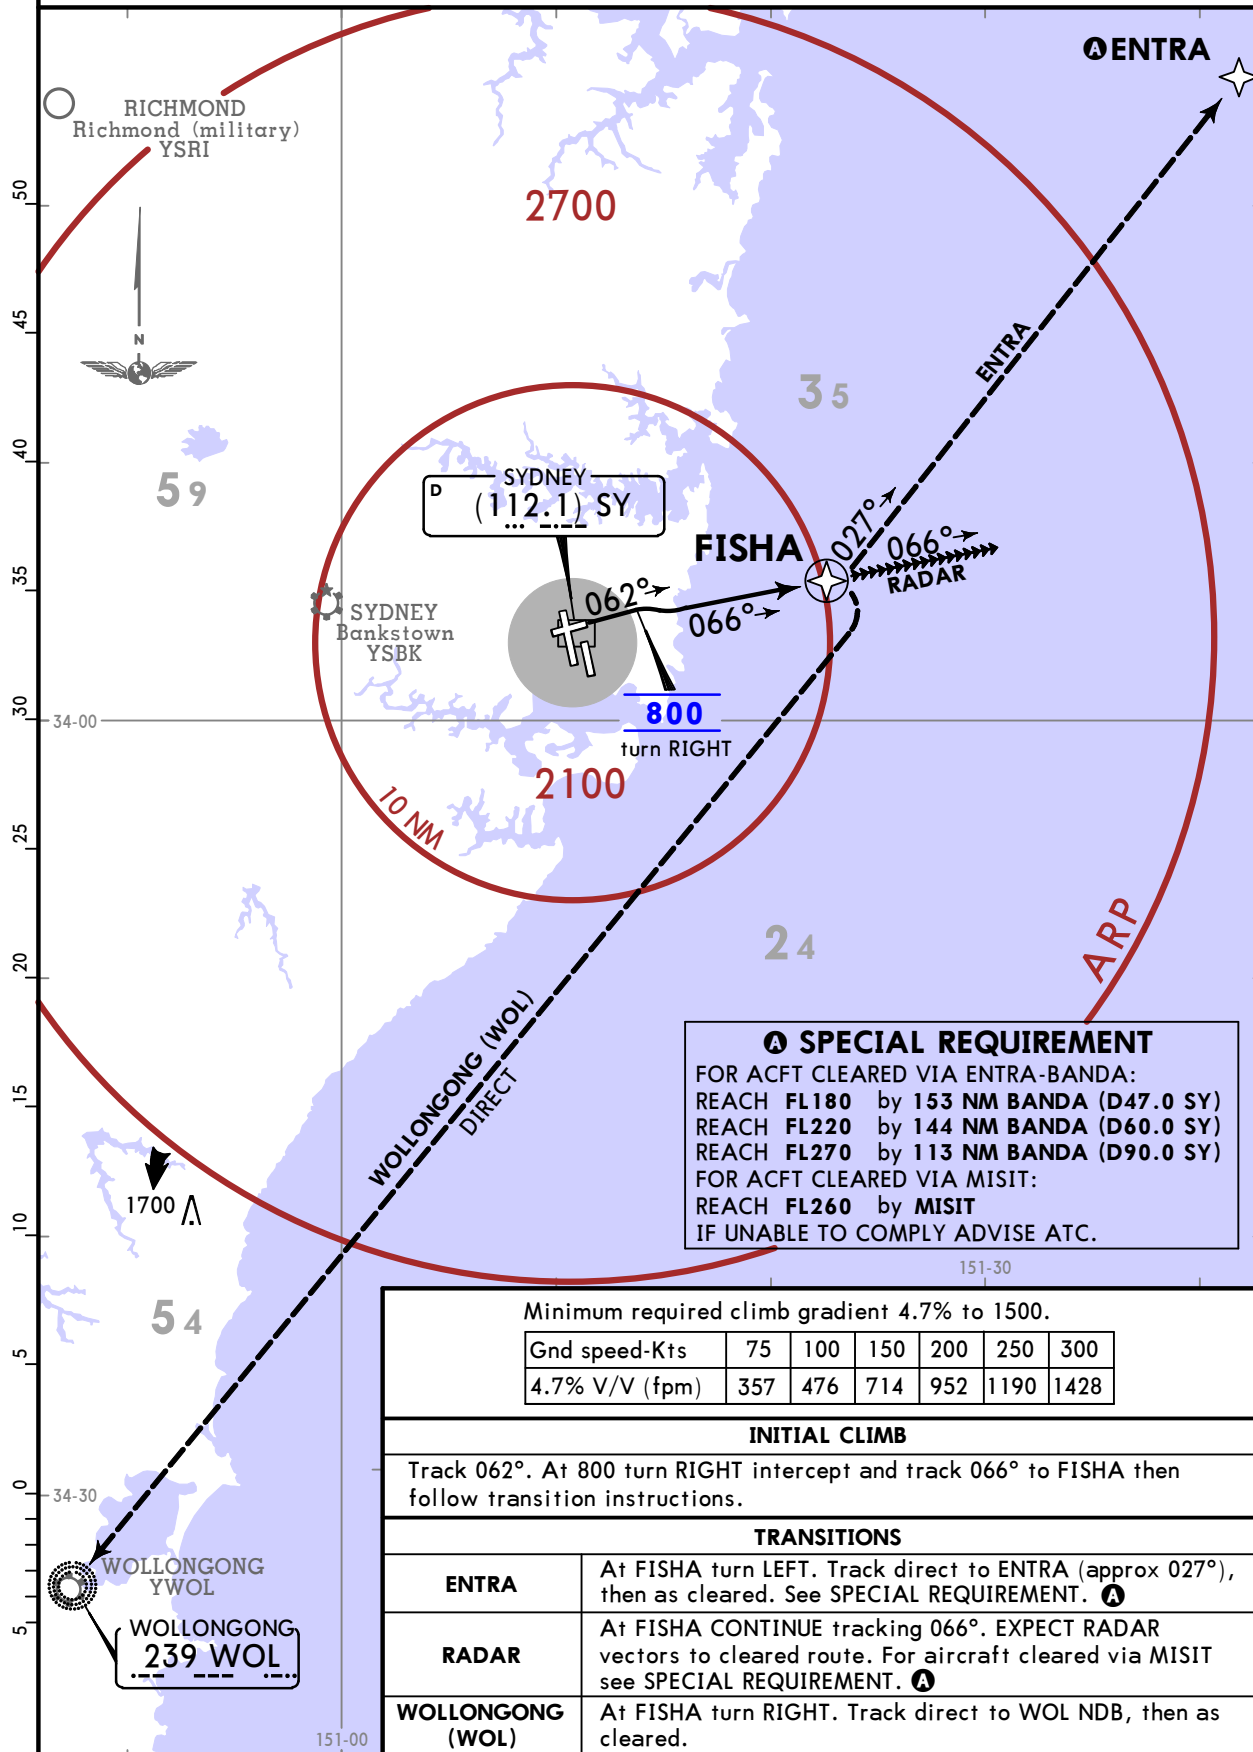 🅐 ENTRA
RICHMOND
Richmond (military)
YSRI
2700
50
45
40
35
30
25
20
15
10
5
0
5
N
3 5
ENTRA
5 9
SYDNEY
D
(112.1) SY
FISHA
027°
066°
RADAR
062°
066°
SYDNEY
Bankstown
YSBK
34-00
800
turn RIGHT
2100
10 NM
2 4
ARP
WOLLONGONG (WOL)
DIRECT
🅐 SPECIAL REQUIREMENT
FOR ACFT CLEARED VIA ENTRA-BANDA:
REACH FL180 by 153 NM BANDA (D47.0 SY)
REACH FL220 by 144 NM BANDA (D60.0 SY)
REACH FL270 by 113 NM BANDA (D90.0 SY)
FOR ACFT CLEARED VIA MISIT:
REACH FL260 by MISIT
IF UNABLE TO COMPLY ADVISE ATC.
1700
151-30
5 4
Minimum required climb gradient 4.7% to 1500.
Gnd speed-Kts 75 100 150 200 250 300
4.7% V/V (fpm) 357 476 714 952 1190 1428
INITIAL CLIMB
Track 062°. At 800 turn RIGHT intercept and track 066° to FISHA then
follow transition instructions.
34-30
TRANSITIONS
ENTRA
At FISHA turn LEFT. Track direct to ENTRA (approx 027°),
then as cleared. See SPECIAL REQUIREMENT. 🅐
RADAR
At FISHA CONTINUE tracking 066°. EXPECT RADAR
vectors to cleared route. For aircraft cleared via MISIT
see SPECIAL REQUIREMENT. 🅐
WOLLONGONG
(WOL)
At FISHA turn RIGHT. Track direct to WOL NDB, then as
cleared.
WOLLONGONG
YWOL
WOLLONGONG
239 WOL
151-00